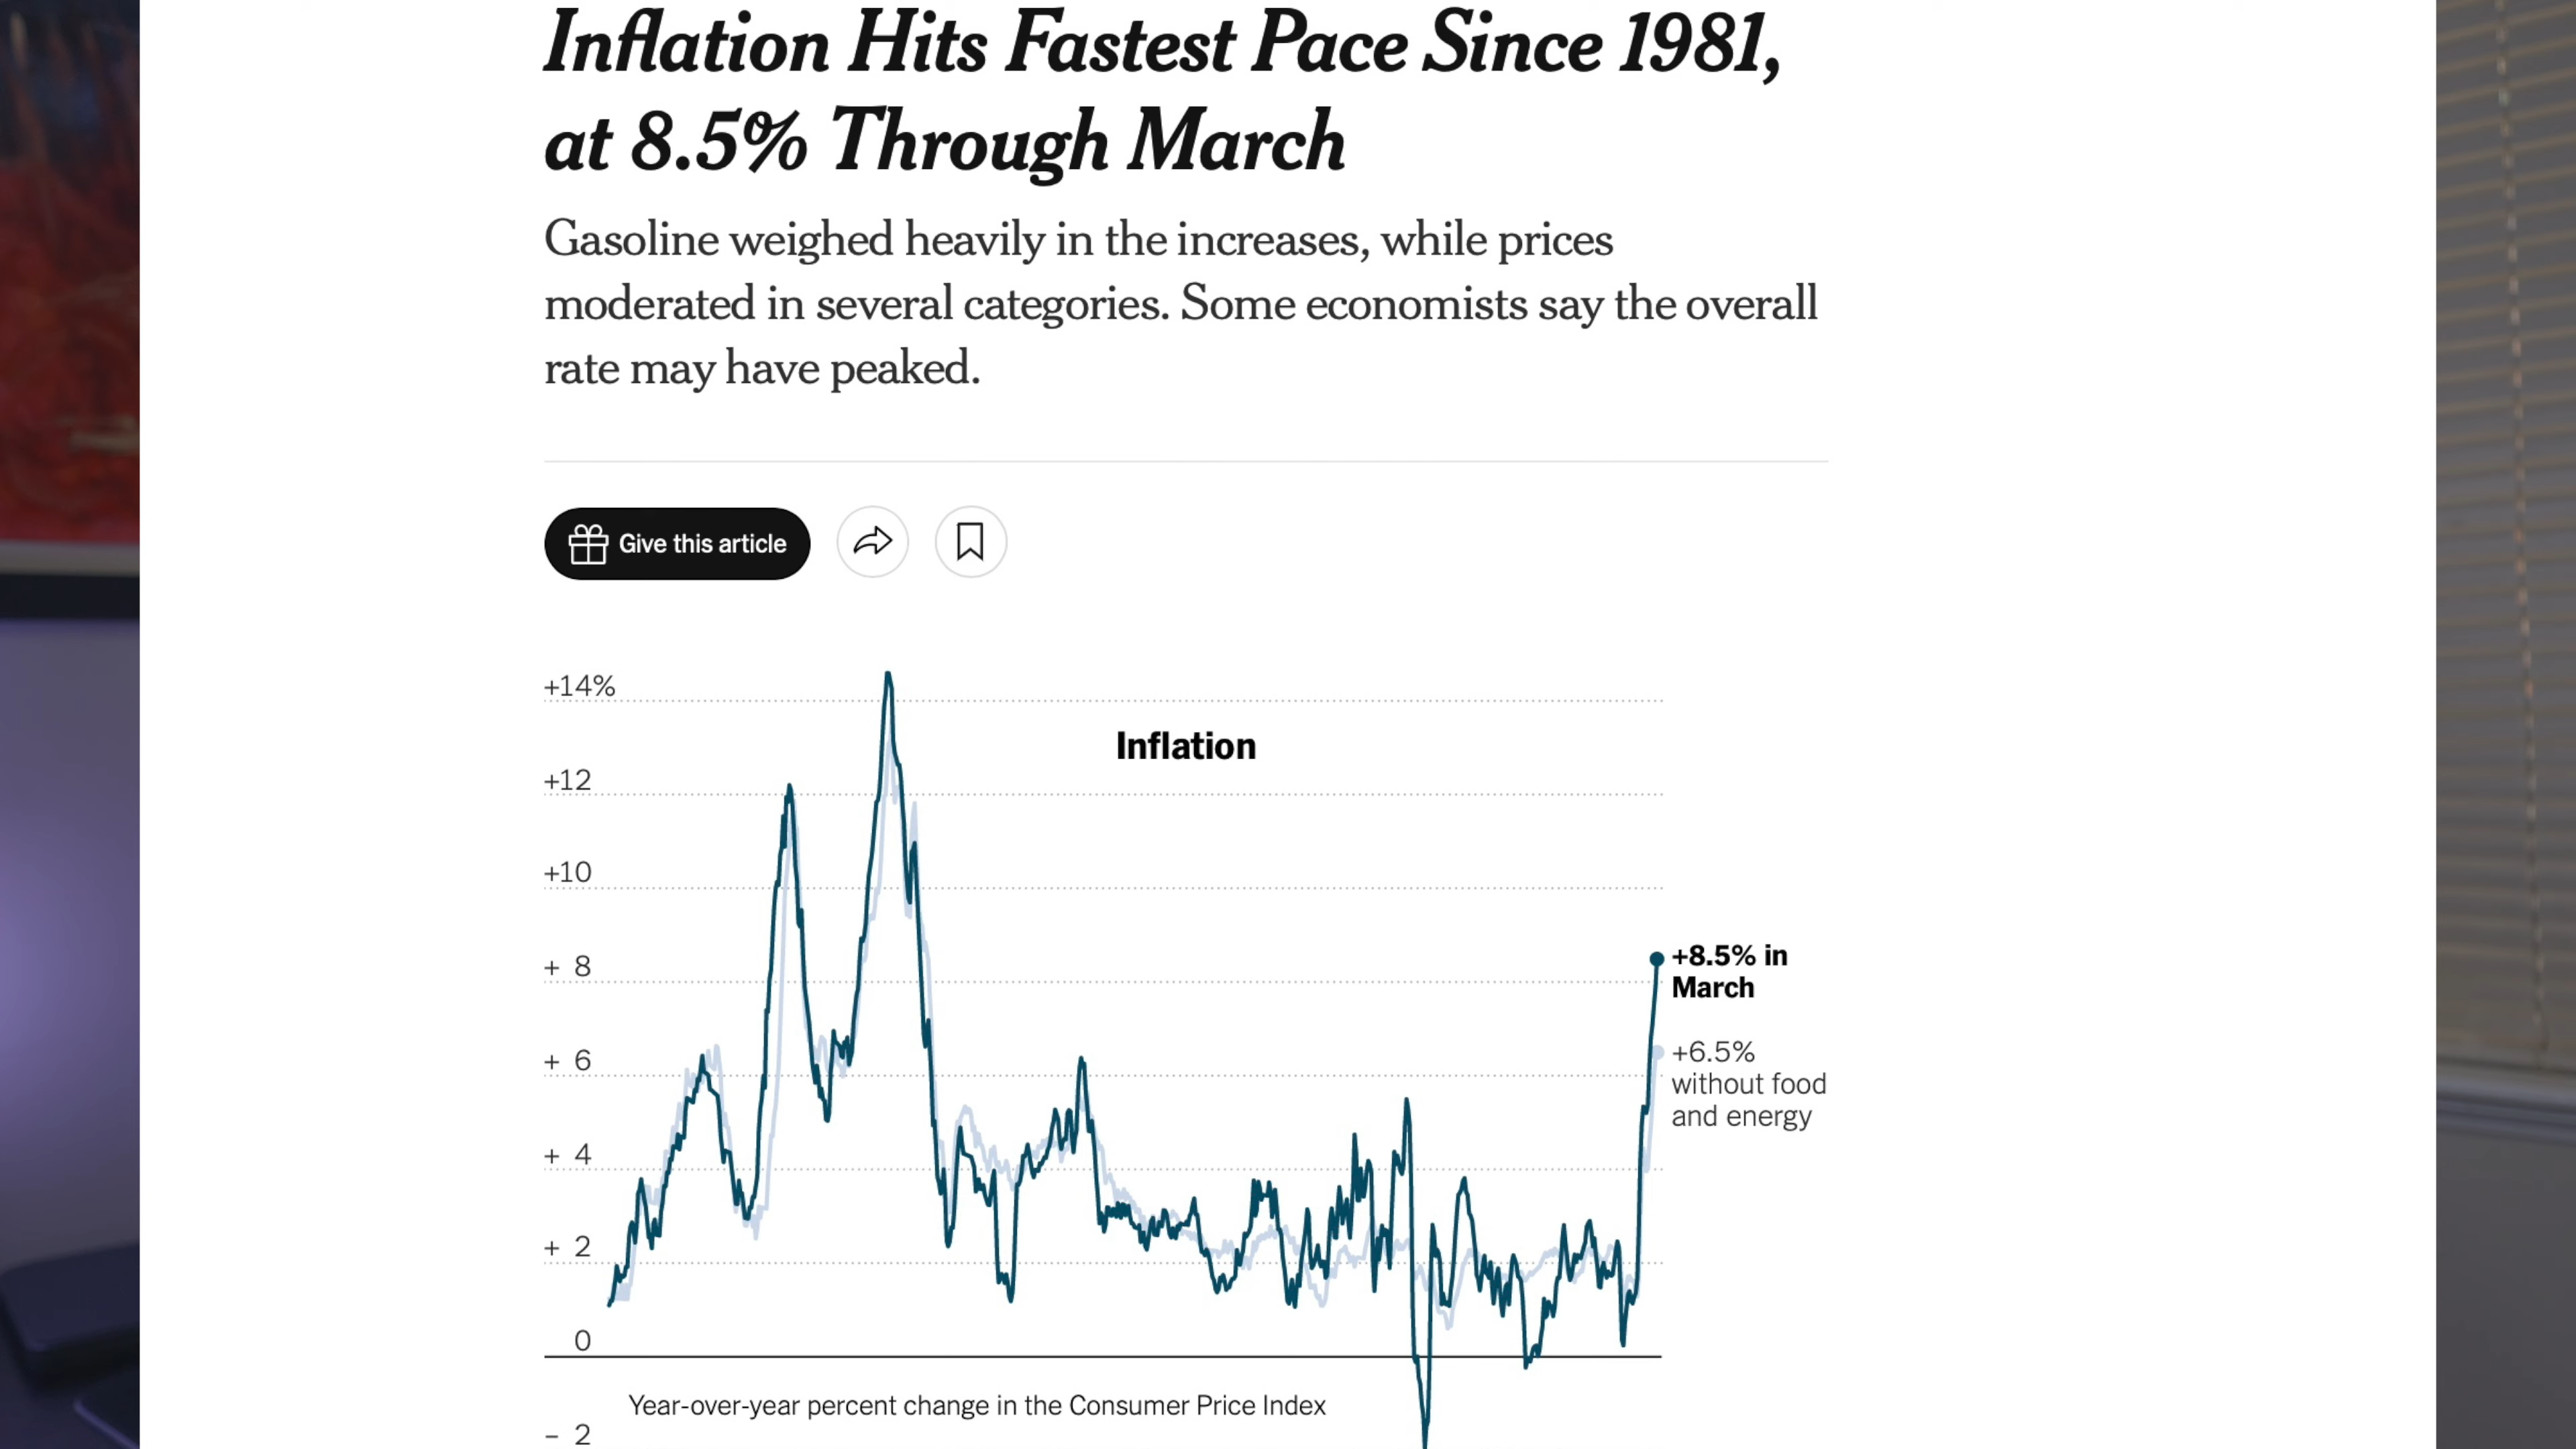 Inflation Hits Fastest Pace Since 1981,
at 8.5% Through March
Gasoline weighed heavily in the increases, while prices
moderated in several categories. Some economists say the overall
rate may have peaked.
Give this article
+14%
Inflation
+12
+10
+ 8
+8.5% in
March
+ 6
+6.5%
without food
and energy
+ 4
+ 2
0
Year-over-year percent change in the Consumer Price Index
− 2